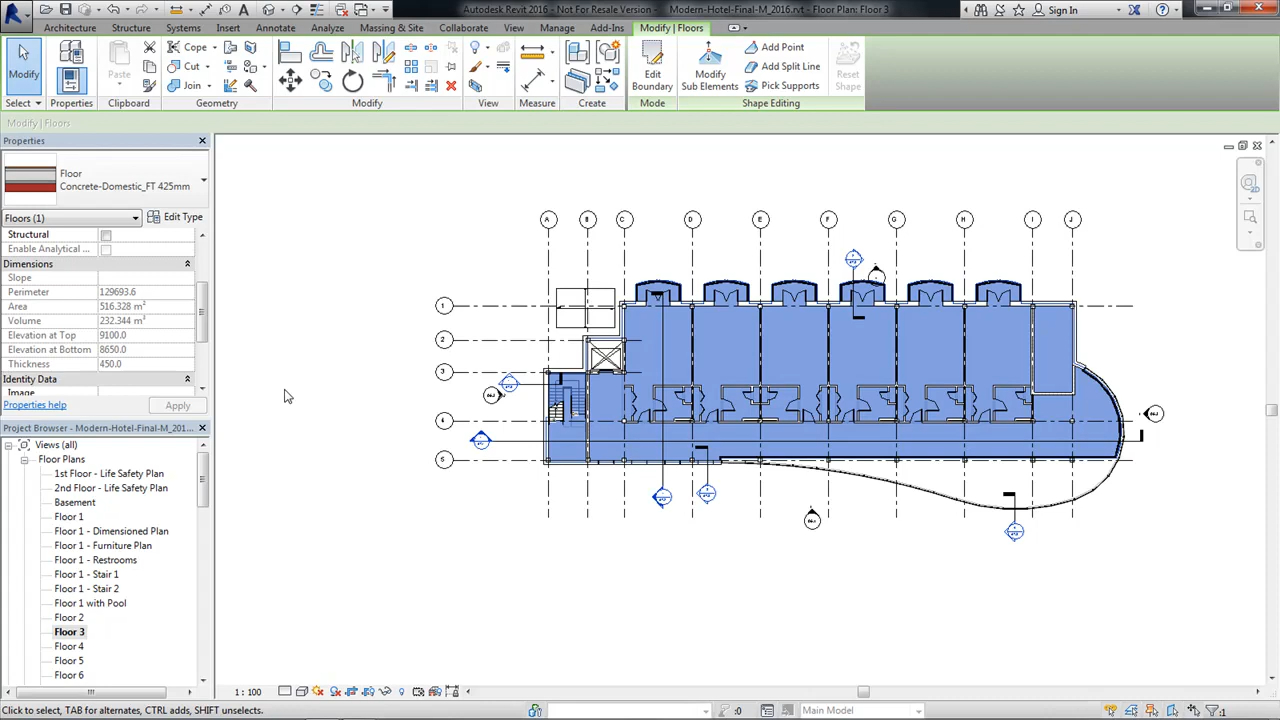 Autodesk Revit 2016 - Not For Resale Version - Modern-Hotel-Final-M_2016.rvt - Floor Plan: Floor 3
Sign In
Architecture Structure Systems Insert Annotate Analyze Massing & Site Collaborate View Manage Add-Ins Modify | Floors
Modify
Paste
Cope
Cut
Join
Edit
Boundary
Modify
Sub Elements
Add Point
Add Split Line
Pick Supports
Reset
Shape
Select Properties Clipboard Geometry Modify View Measure Create Mode Shape Editing
Modify | Floors
Properties
Floor
Concrete-Domestic_FT 425mm
Floors (1)
Edit Type
Structural
Enable Analytical ...
Dimensions
Slope
Perimeter 129693.6
Area 516.328 m²
Volume 232.344 m³
Elevation at Top 9100.0
Elevation at Bottom 8650.0
Thickness 450.0
Identity Data
Image
Properties help
Apply
Project Browser - Modern-Hotel-Final-M_201...
Views (all)
Floor Plans
1st Floor - Life Safety Plan
2nd Floor - Life Safety Plan
Basement
Floor 1
Floor 1 - Dimensioned Plan
Floor 1 - Furniture Plan
Floor 1 - Restrooms
Floor 1 - Stair 1
Floor 1 - Stair 2
Floor 1 with Pool
Floor 2
Floor 3
Floor 4
Floor 5
Floor 6
A B C D E F G H I J
1
2
3
5
1 : 100
Click to select, TAB for alternates, CTRL adds, SHIFT unselects.
:0
Main Model
:1